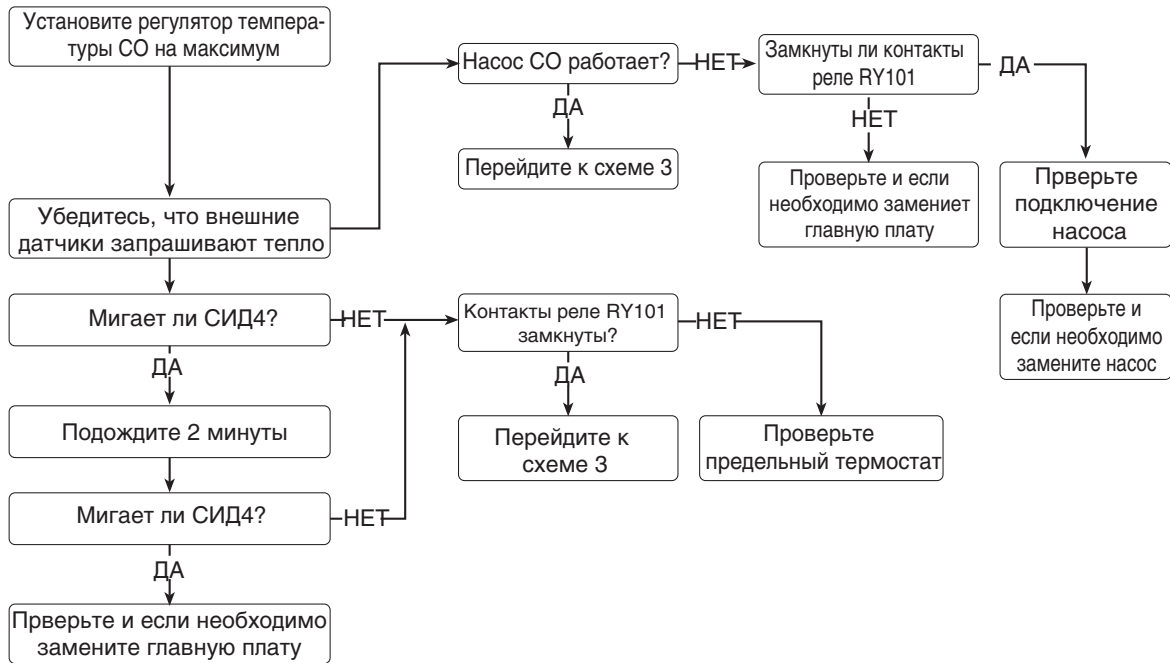 Установите регулятор темпера-
туры СО на максимум
Насос СО работает?
НЕТ
Замкнуты ли контакты
реле RY101
ДА
ДА
НЕТ
Перейдите к схеме 3
Проверьте и если
необходимо замениет
главную плату
Прверьте
подключение
насоса
Убедитесь, что внешние
датчики запрашивают тепло
Мигает ли СИД4?
НЕТ
Контакты реле RY101
замкнуты?
НЕТ
Проверьте и
если необходимо
замените насос
ДА
ДА
Подождите 2 минуты
Перейдите к
схеме 3
Проверьте
предельный термостат
Мигает ли СИД4?
НЕТ
ДА
Прверьте и если необходимо
замените главную плату